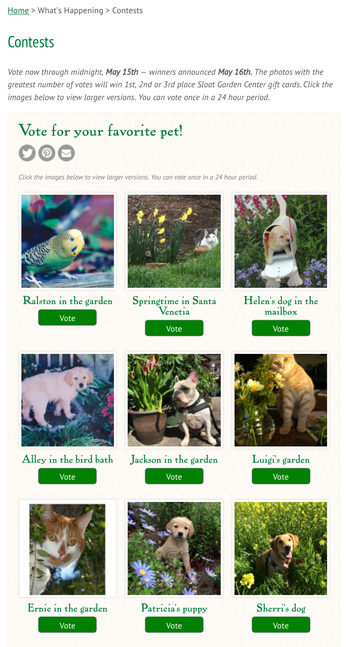 Home > What's Happening > Contests
Contests
Vote now through midnight, May 15th — winners announced May 16th. The photos with the
greatest number of votes will win 1st, 2nd or 3rd place Sloat Garden Center gift cards. Click the
images below to view larger versions. You can vote once in a 24 hour period.
Vote for your favorite pet!
Click the images below to view larger versions. You can vote once in a 24 hour period.
Ralston in the garden
Vote
Springtime in Santa
Venetia
Vote
Helen's dog in the
mailbox
Vote
Alley in the bird bath
Vote
Jackson in the garden
Vote
Luigi's garden
Vote
Ernie in the garden
Vote
Patricia's puppy
Vote
Sherri's dog
Vote